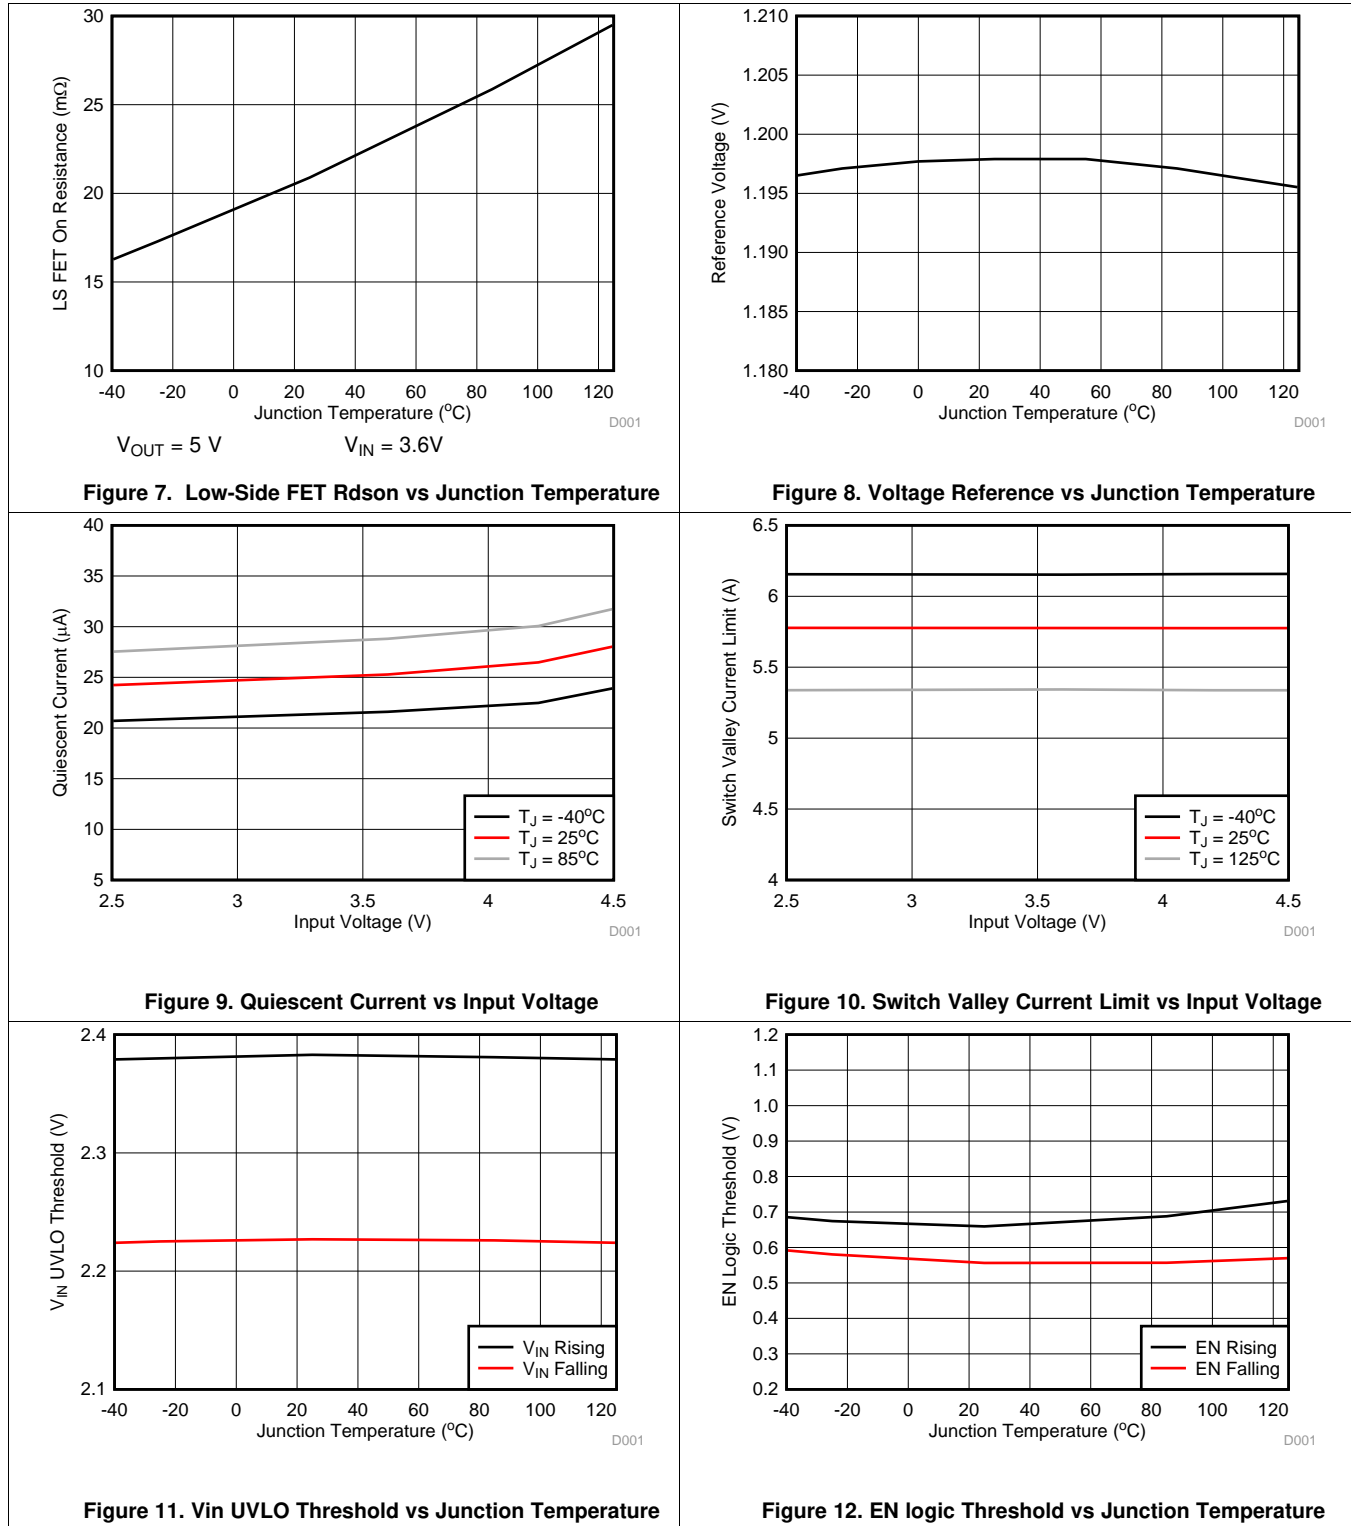 30
25
20
15
10
LS FET On Resistance (mΩ)
-40 -20 0 20 40 60 80 100 120
Junction Temperature (°C)
D001
V_OUT = 5 V V_IN = 3.6V
Figure 7. Low-Side FET Rdson vs Junction Temperature
1.210
1.205
1.200
1.195
1.190
1.185
1.180
Reference Voltage (V)
-40 -20 0 20 40 60 80 100 120
Junction Temperature (°C)
D001
Figure 8. Voltage Reference vs Junction Temperature
40
35
30
25
20
15
10
5
Quiescent Current (µA)
T_J = -40°C
T_J = 25°C
T_J = 85°C
2.5 3 3.5 4 4.5
Input Voltage (V)
D001
Figure 9. Quiescent Current vs Input Voltage
6.5
6
5.5
5
4.5
4
Switch Valley Current Limit (A)
T_J = -40°C
T_J = 25°C
T_J = 125°C
2.5 3 3.5 4 4.5
Input Voltage (V)
D001
Figure 10. Switch Valley Current Limit vs Input Voltage
2.4
2.3
2.2
2.1
V_IN UVLO Threshold (V)
V_IN Rising
V_IN Falling
-40 -20 0 20 40 60 80 100 120
Junction Temperature (°C)
D001
Figure 11. Vin UVLO Threshold vs Junction Temperature
1.2
1.1
1.0
0.9
0.8
0.7
0.6
0.5
0.4
0.3
0.2
EN Logic Threshold (V)
EN Rising
EN Falling
-40 -20 0 20 40 60 80 100 120
Junction Temperature (°C)
D001
Figure 12. EN logic Threshold vs Junction Temperature